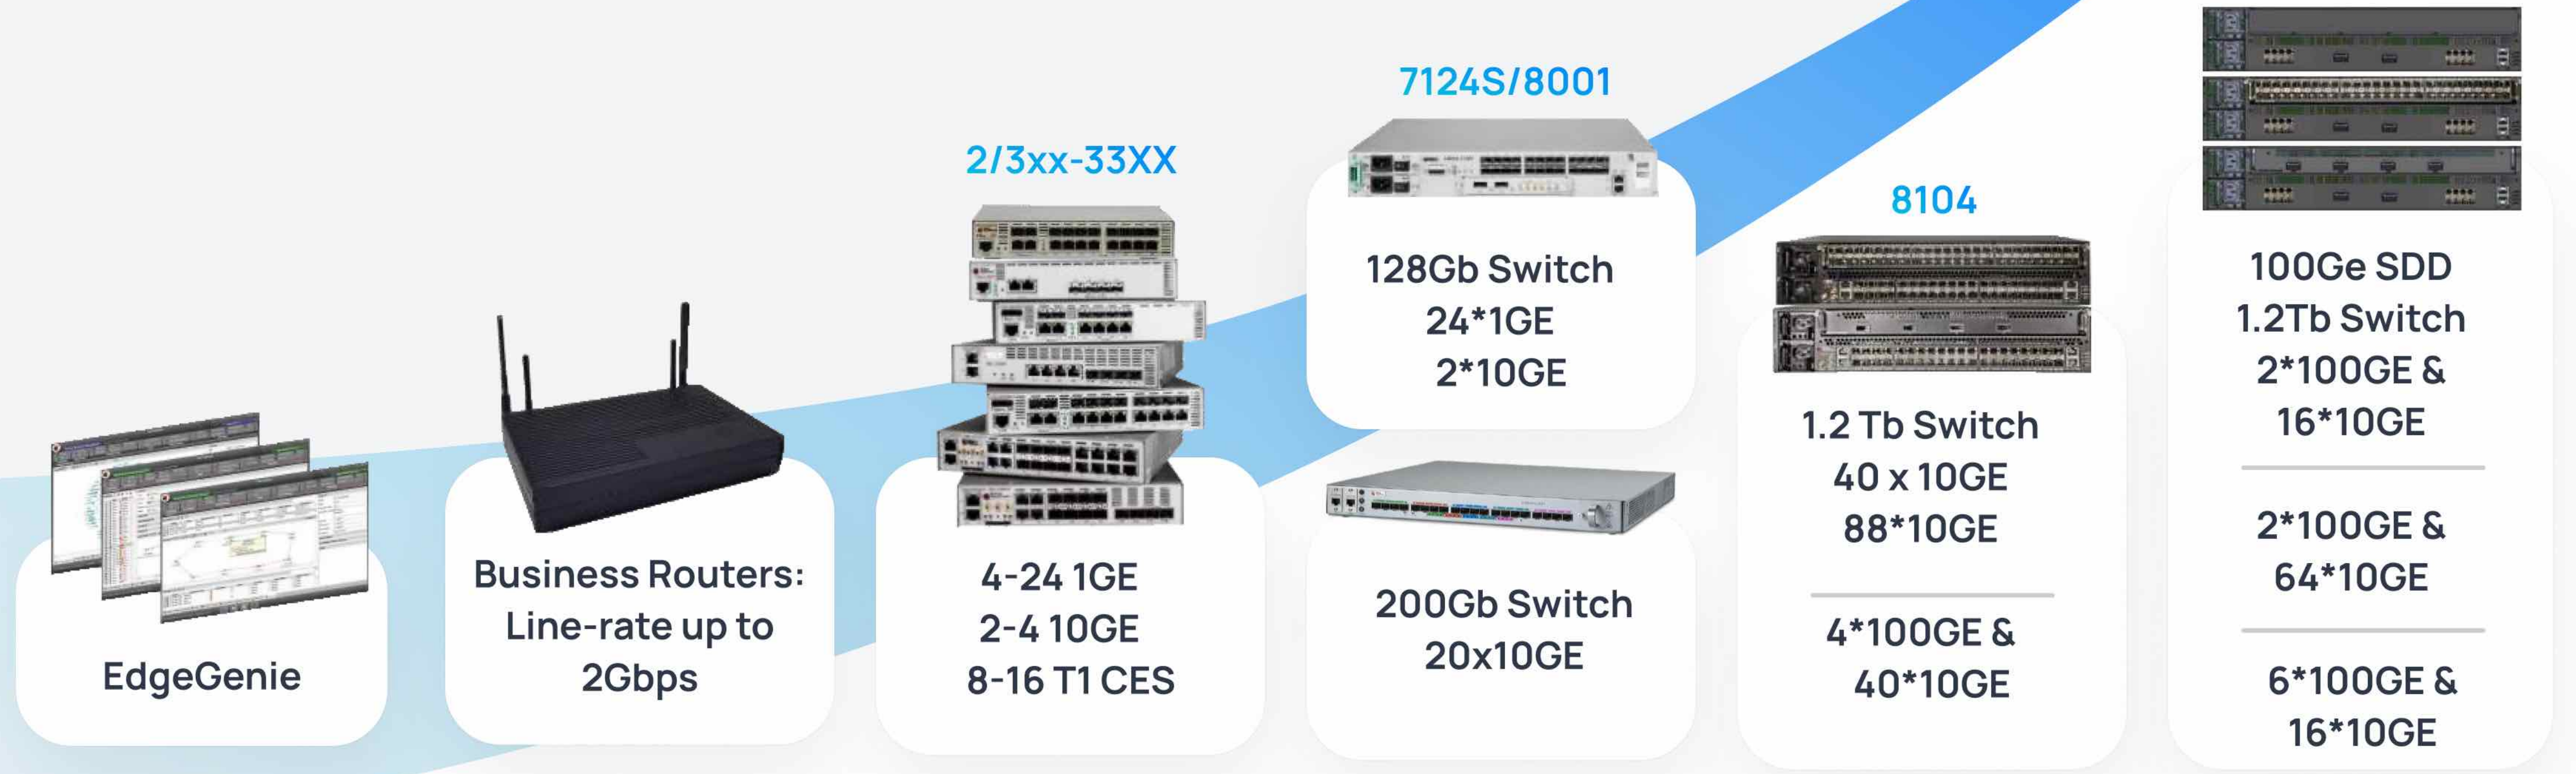 EdgeGenie
Business Routers:
Line-rate up to
2Gbps
2/3xx-33XX
4-24 1GE
2-4 10GE
8-16 T1 CES
7124S/8001
128Gb Switch
24*1GE
2*10GE
200Gb Switch
20x10GE
8104
1.2 Tb Switch
40 x 10GE
88*10GE
4*100GE &
40*10GE
100Ge SDD
1.2Tb Switch
2*100GE &
16*10GE
2*100GE &
64*10GE
6*100GE &
16*10GE